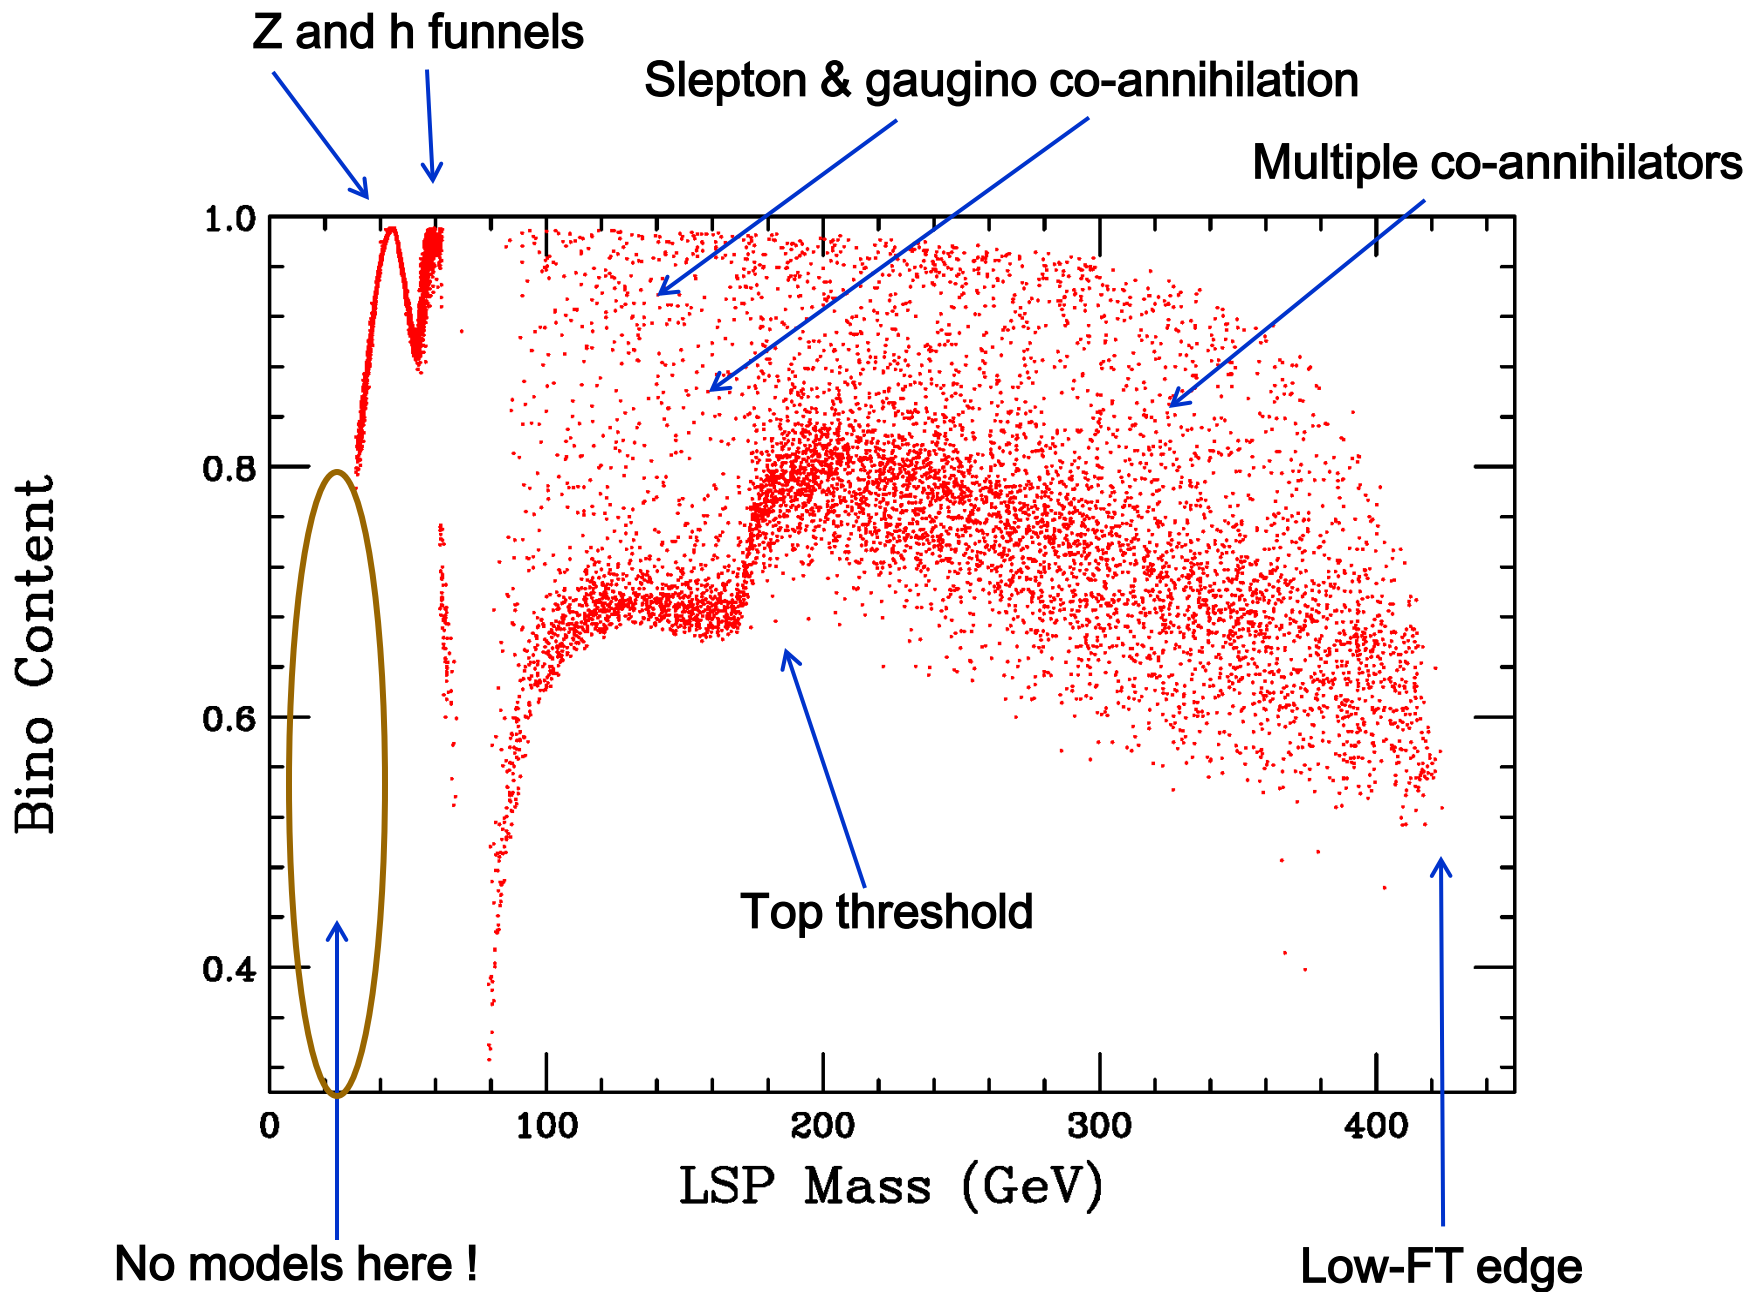 Z and h funnels
Slepton & gaugino co-annihilation
Multiple co-annihilators
1.0
0.8
0.6
0.4
Bino Content
Top threshold
0
100
200
300
400
LSP Mass (GeV)
No models here !
Low-FT edge